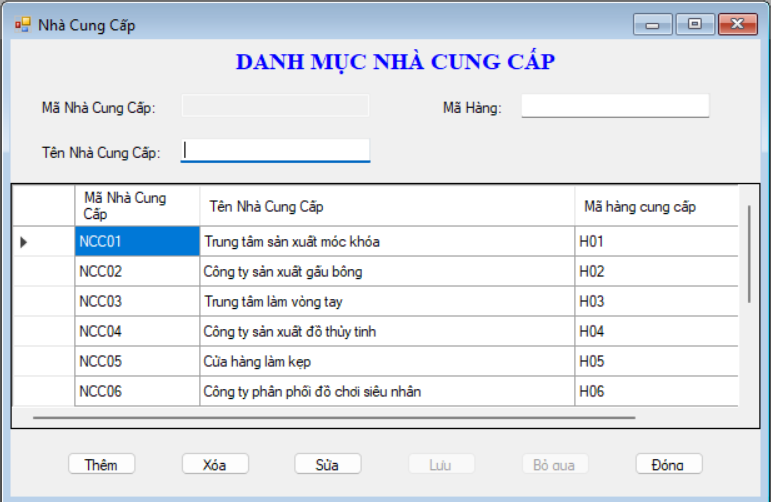 Nhà Cung Cấp
DANH MỤC NHÀ CUNG CẤP
Mã Nhà Cung Cấp: Mã Hàng:
Tên Nhà Cung Cấp:
Mã Nhà Cung
Cấp Tên Nhà Cung Cấp Mã hàng cung cấp
NCC01 Trung tâm sản xuất móc khóa H01
NCC02 Công ty sản xuất gấu bông H02
NCC03 Trung tâm làm vòng tay H03
NCC04 Công ty sản xuất đồ thủy tinh H04
NCC05 Cửa hàng làm kẹp H05
NCC06 Công ty phân phối đồ chơi siêu nhân H06
Thêm Xóa Sửa Lưu Bỏ qua Đóng